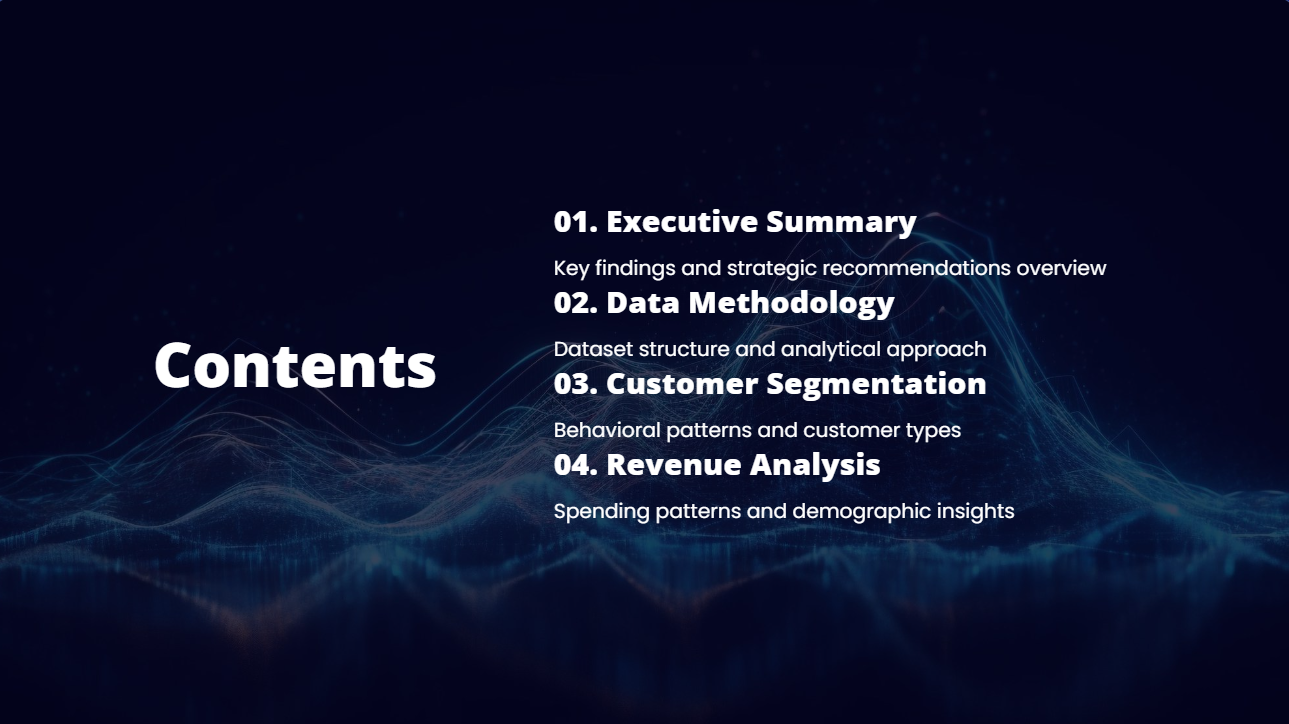 Contents
01. Executive Summary
Key findings and strategic recommendations overview
02. Data Methodology
Dataset structure and analytical approach
03. Customer Segmentation
Behavioral patterns and customer types
04. Revenue Analysis
Spending patterns and demographic insights